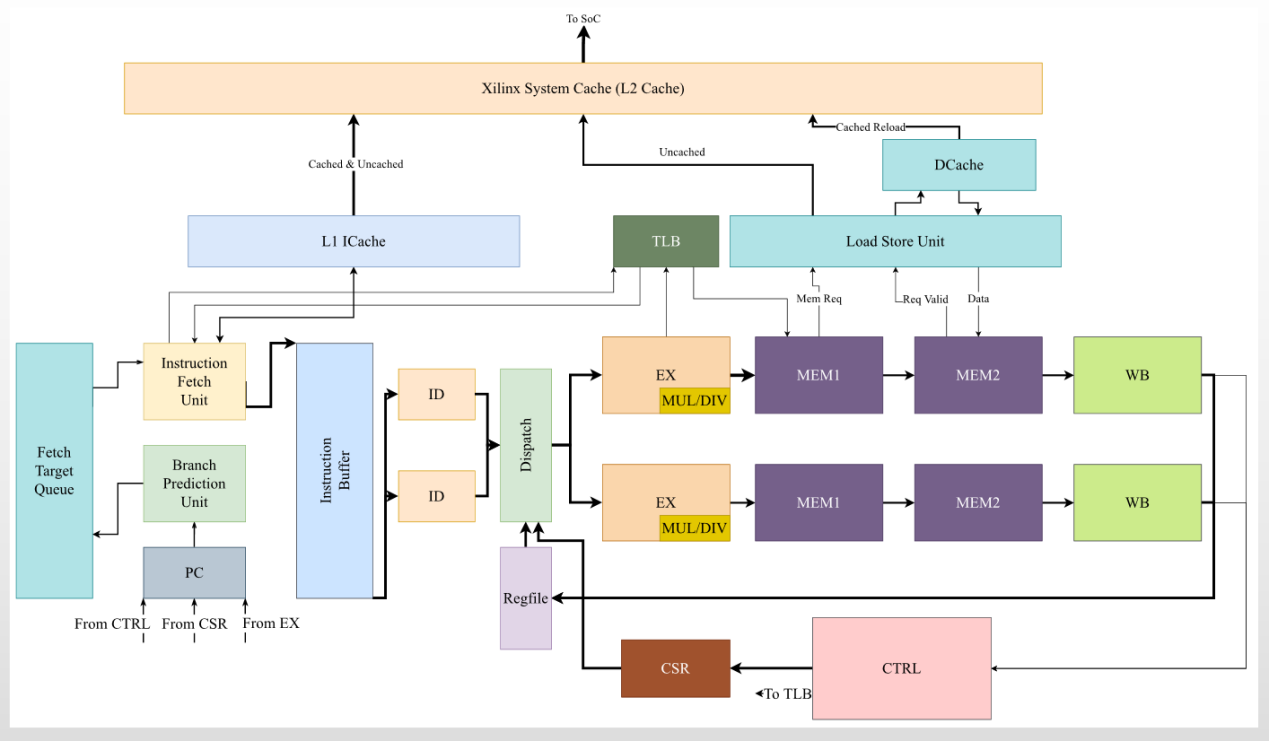 To SoC
Xilinx System Cache (L2 Cache)
Cached Reload
Uncached
Cached & Uncached
DCache
L1 ICache
TLB
Load Store Unit
Mem Req
Req Valid
Data
Instruction
Fetch
Unit
EX
MUL/DIV
MEM1
MEM2
WB
ID
Dispatch
Fetch
Target
Queue
Branch
Prediction
Unit
Instruction
Buffer
ID
EX
MUL/DIV
MEM1
MEM2
WB
PC
Regfile
From CTRL
From CSR
From EX
CSR
CTRL
To TLB